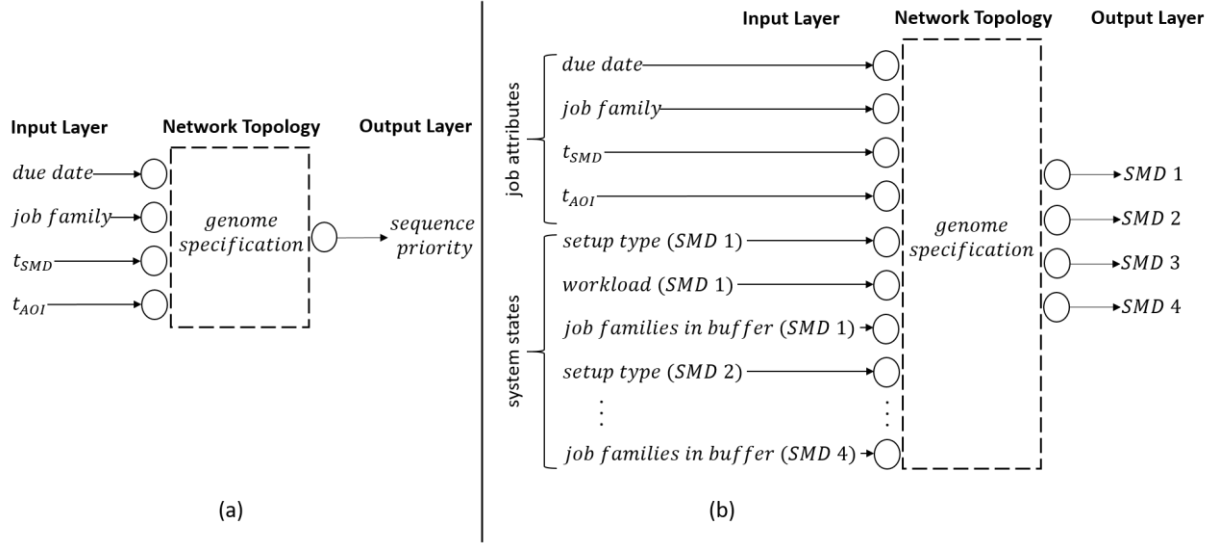 Input Layer Network Topology Output Layer
due date
job family
t_SMD
t_AOI
genome
specification
sequence
priority
(a)
Input Layer Network Topology Output Layer
job attributes
due date
job family
t_SMD
t_AOI
system states
setup type (SMD 1)
workload (SMD 1)
job families in buffer (SMD 1)
setup type (SMD 2)
⋮ ⋮
job families in buffer (SMD 4)
genome
specification
SMD 1
SMD 2
SMD 3
SMD 4
(b)